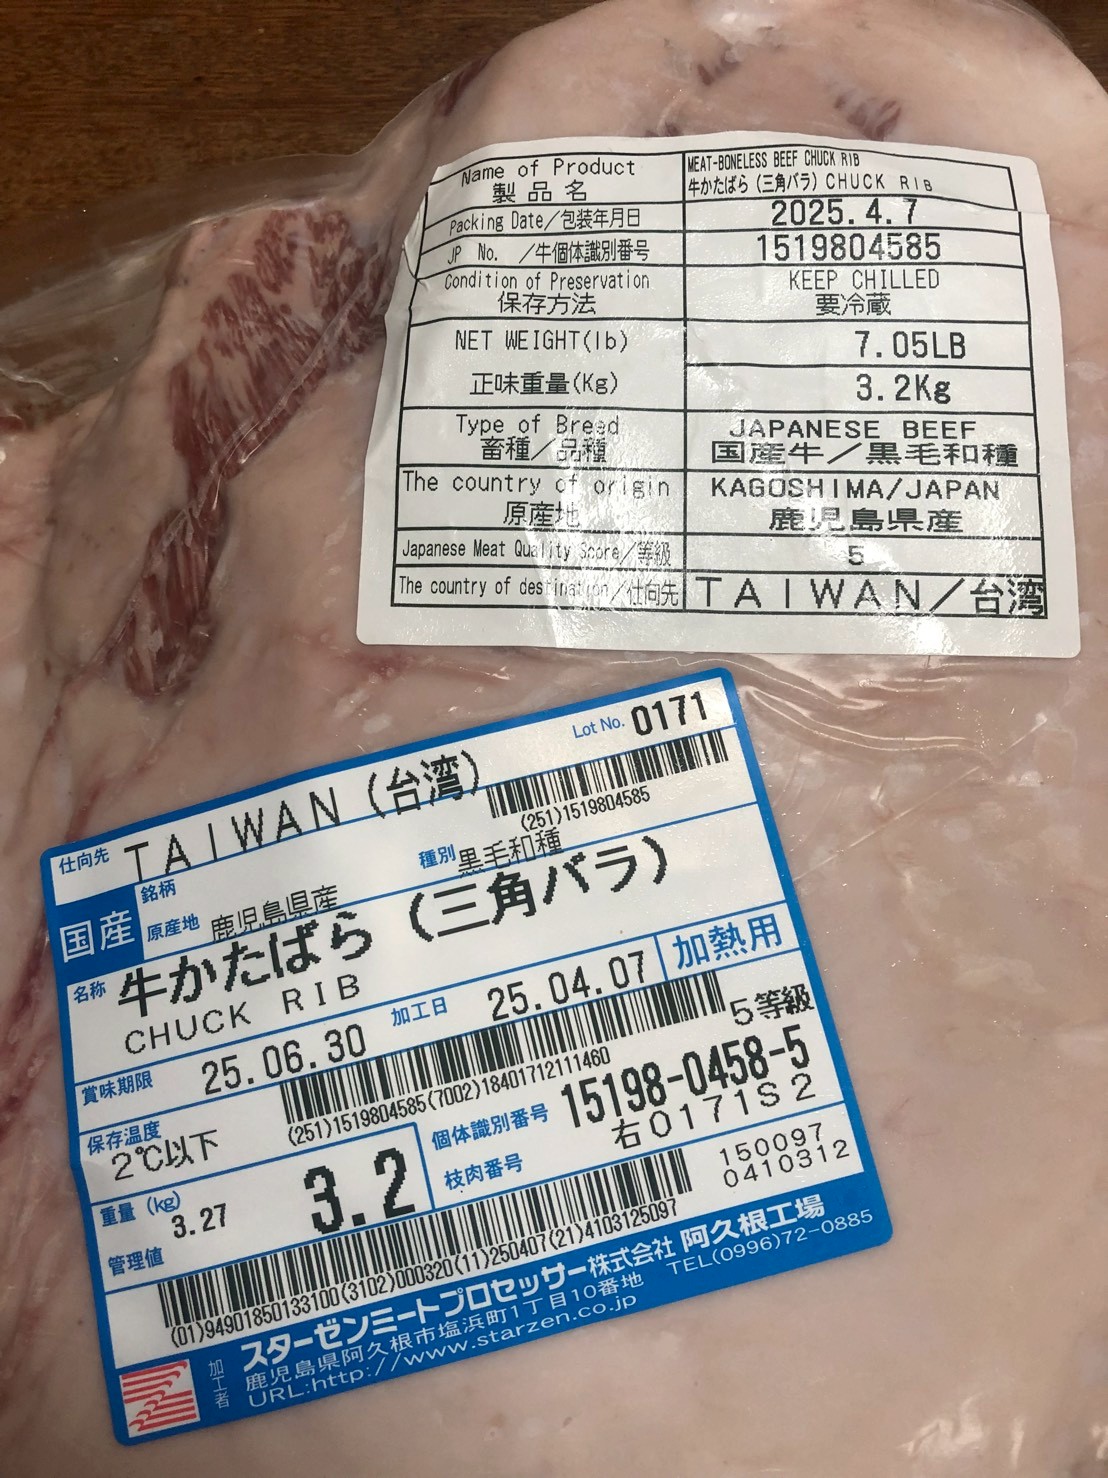 Name of Product
製品名
MEAT-BONELESS BEEF CHUCK RIB
牛かたばら（三角バラ）CHUCK RIB
Packing Date／包装年月日
2025.4.7
JP No. ／牛個体識別番号
1519804585
Condition of Preservation
保存方法
KEEP CHILLED
要冷蔵
NET WEIGHT(lb)
7.05LB
正味重量(Kg)
3.2Kg
Type of Breed
畜種／品種
JAPANESE BEEF
国産牛／黒毛和種
The country of origin
原産地
KAGOSHIMA/JAPAN
鹿児島県産
Japanese Meat Quality Score／等級
5
The country of destination／仕向先
TAIWAN／台湾
Lot No. 0171
仕向先 TAIWAN（台湾）
(251)1519804585
銘柄
種別 黒毛和種
国産
原産地 鹿児島県産
名称 牛かたばら（三角バラ）
CHUCK RIB
加熱用
賞味期限 25.06.30
加工日 25.04.07
5等級
(251)1519804585(7002)18401712111460
保存温度
2℃以下
個体識別番号 15198-0458-5
枝肉番号 右0171S2
重量（kg）
3.27
3.2
150097
0410312
管理値
(01)94901850133100(3102)000320(11)250407(21)4103125097
加工者
スターゼンミートプロセッサー株式会社 阿久根工場
鹿児島県阿久根市塩浜町1丁目10番地 TEL(0996)72-0885
URL:http://www.starzen.co.jp